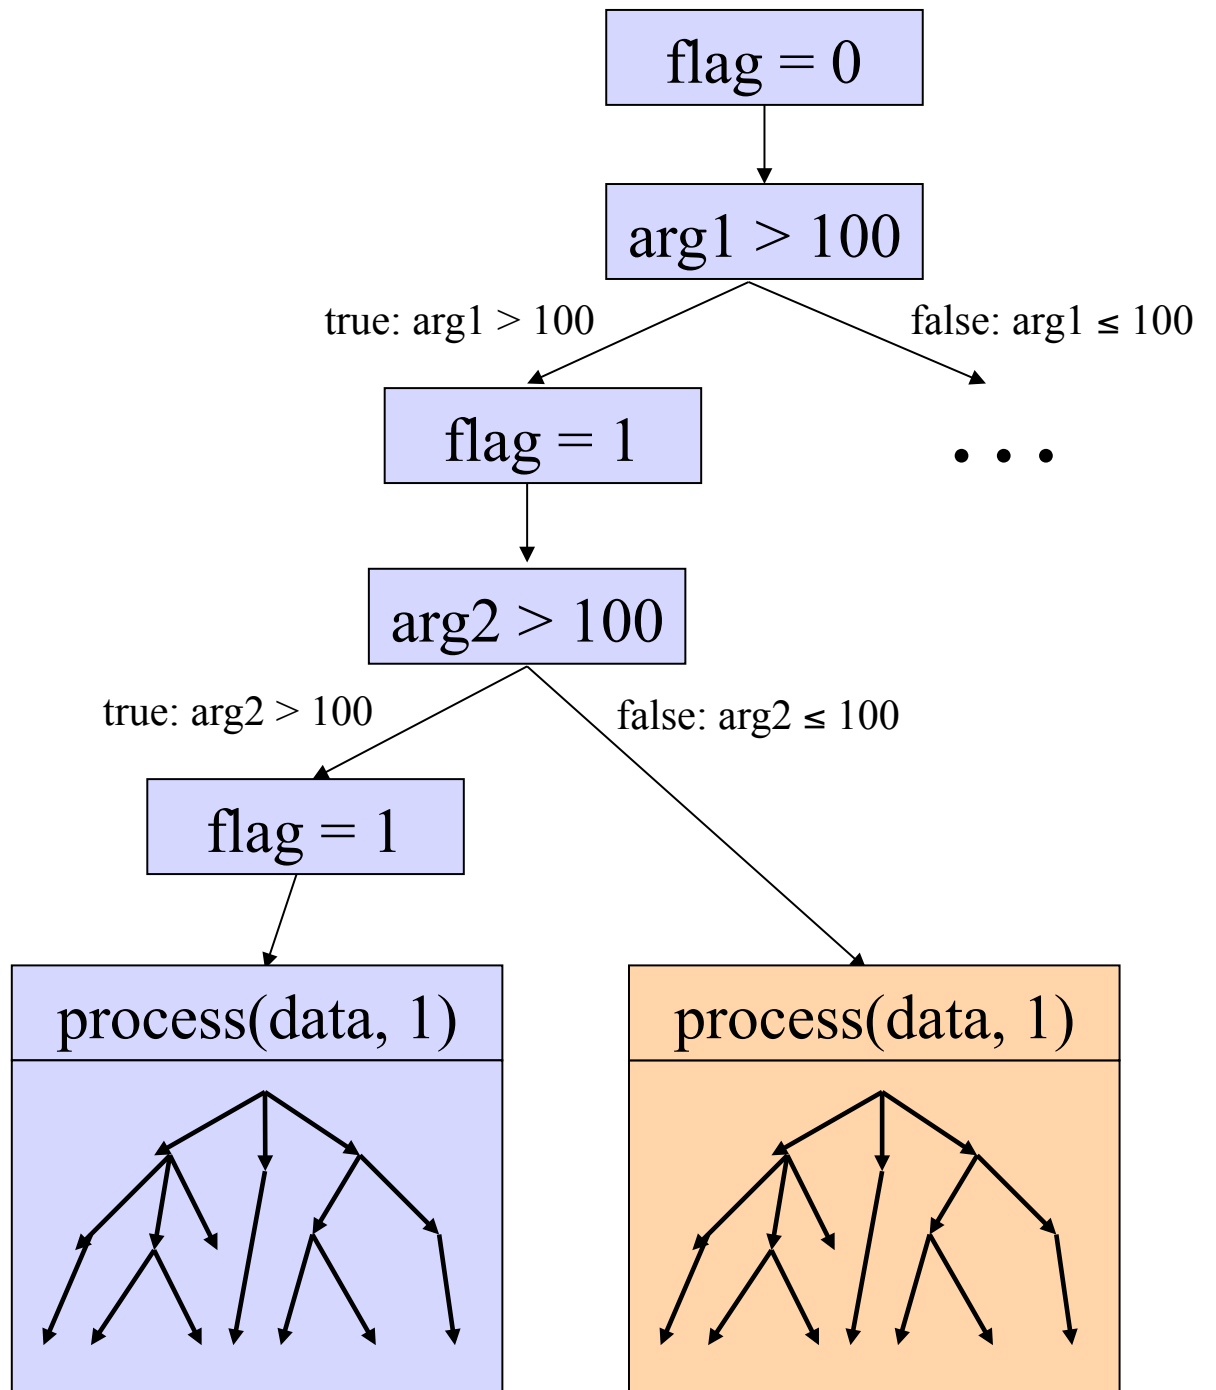 flag = 0
arg1 > 100
true: arg1 > 100
false: arg1 ≤ 100
flag = 1
. . .
arg2 > 100
true: arg2 > 100
false: arg2 ≤ 100
flag = 1
process(data, 1)
process(data, 1)